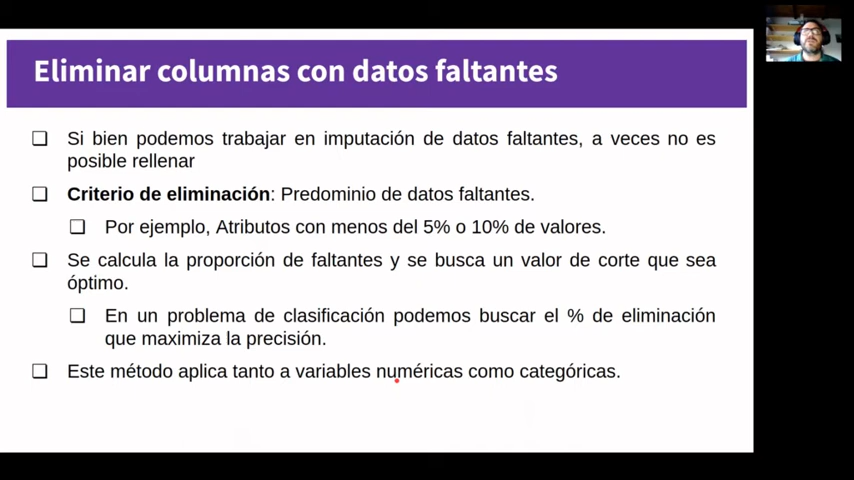 Eliminar columnas con datos faltantes
❑ Si bien podemos trabajar en imputación de datos faltantes, a veces no es
posible rellenar
❑ Criterio de eliminación: Predominio de datos faltantes.
❑ Por ejemplo, Atributos con menos del 5% o 10% de valores.
❑ Se calcula la proporción de faltantes y se busca un valor de corte que sea
óptimo.
❑ En un problema de clasificación podemos buscar el % de eliminación
que maximiza la precisión.
❑ Este método aplica tanto a variables numéricas como categóricas.